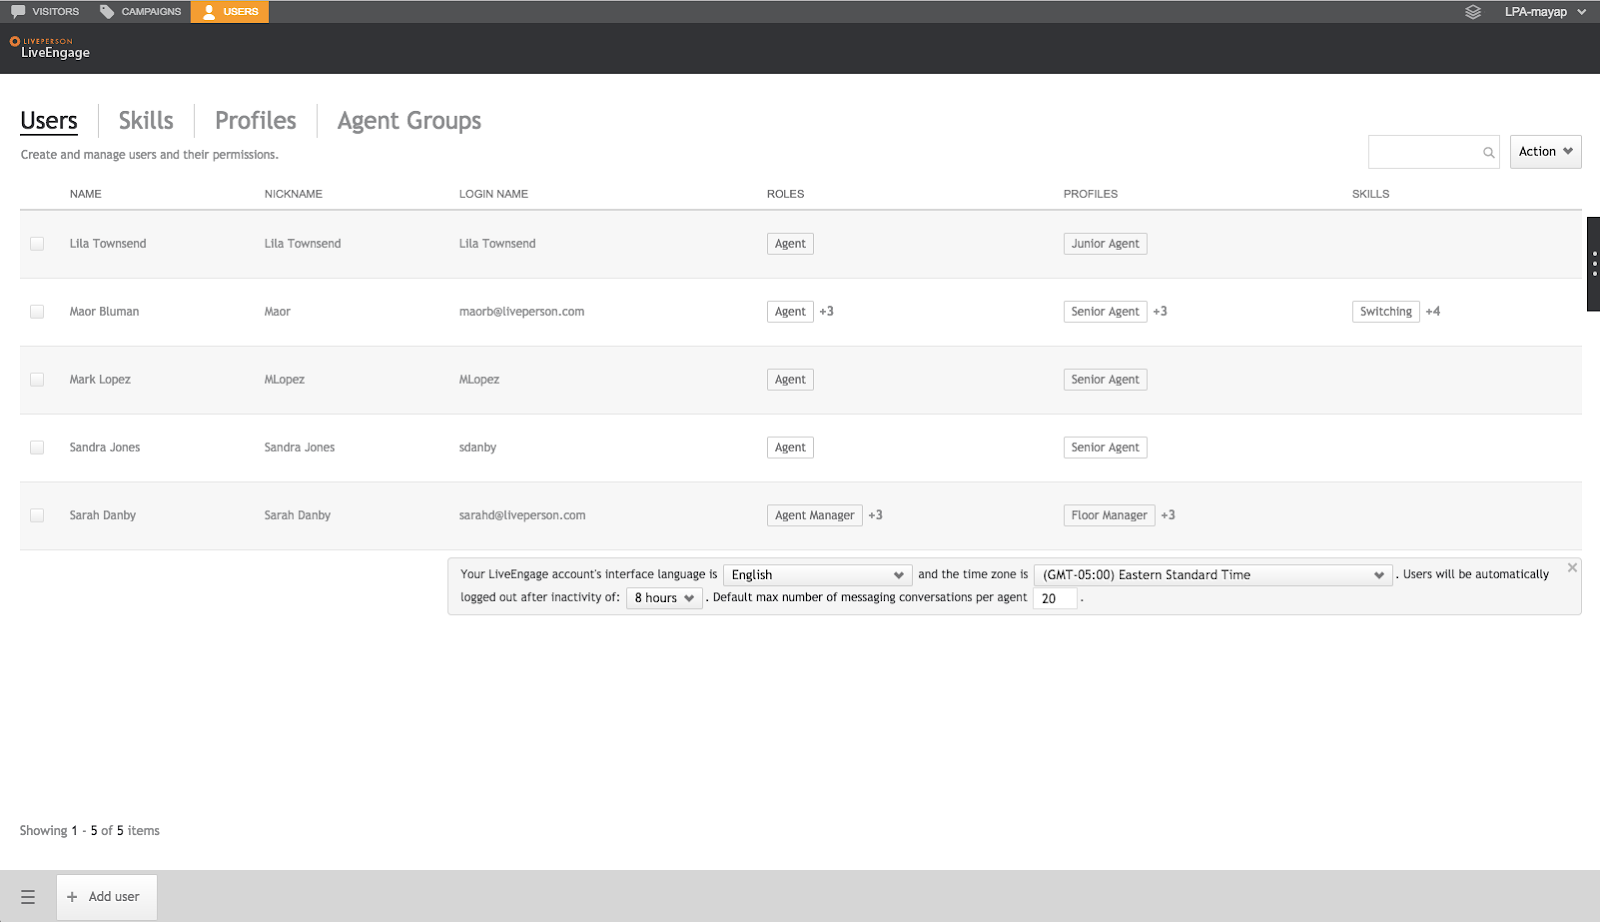 VISITORS CAMPAIGNS USERS LPA-mayap
LIVEPERSON
LiveEngage
Users Skills Profiles Agent Groups
Create and manage users and their permissions.
Action
NAME NICKNAME LOGIN NAME ROLES PROFILES SKILLS
Lila Townsend Lila Townsend Lila Townsend Agent Junior Agent
Maor Bluman Maor maorb@liveperson.com Agent +3 Senior Agent +3 Switching +4
Mark Lopez MLopez MLopez Agent Senior Agent
Sandra Jones Sandra Jones sdanby Agent Senior Agent
Sarah Danby Sarah Danby sarahd@liveperson.com Agent Manager +3 Floor Manager +3
Your LiveEngage account's interface language is English and the time zone is (GMT-05:00) Eastern Standard Time . Users will be automatically
logged out after inactivity of: 8 hours . Default max number of messaging conversations per agent 20 .
Showing 1 - 5 of 5 items
+ Add user